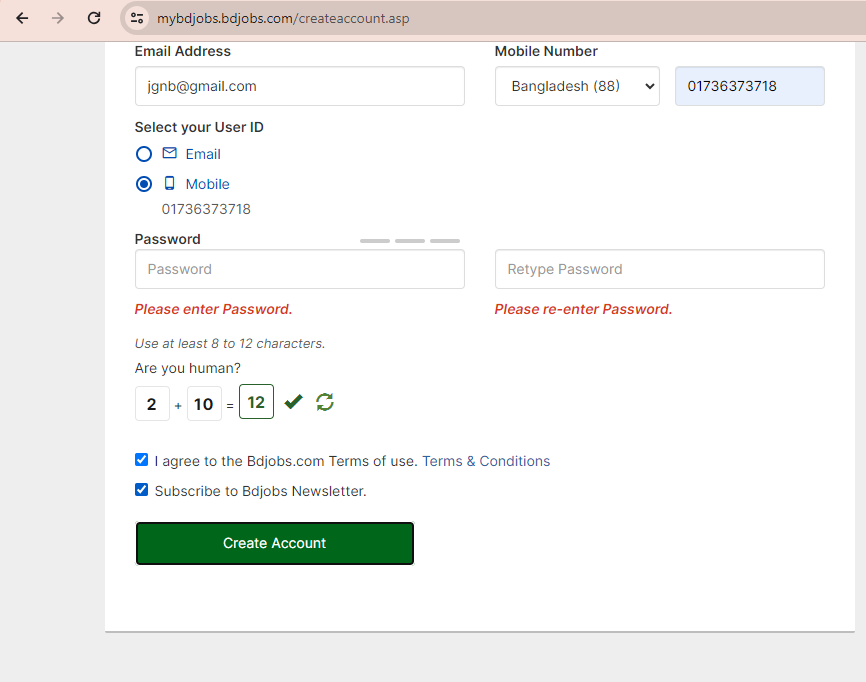 mybdjobs.bdjobs.com/createaccount.asp
Email Address Mobile Number
jgnb@gmail.com Bangladesh (88) 01736373718
Select your User ID
Email
Mobile
01736373718
Password
Password Retype Password
Please enter Password. Please re-enter Password.
Use at least 8 to 12 characters.
Are you human?
2 + 10 = 12
I agree to the Bdjobs.com Terms of use. Terms & Conditions
Subscribe to Bdjobs Newsletter.
Create Account